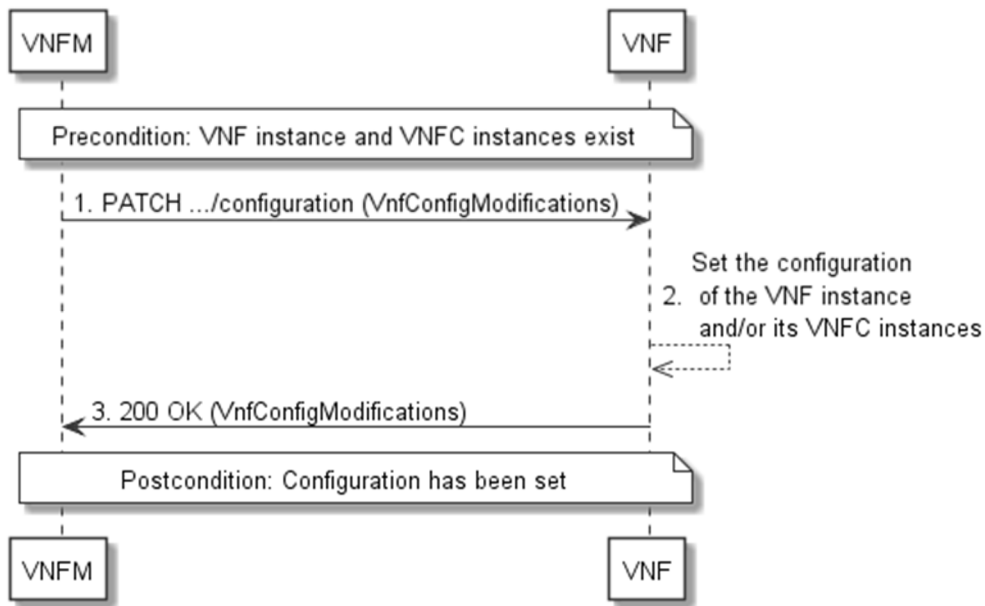 VNFM
VNF
Precondition: VNF instance and VNFC instances exist
1. PATCH .../configuration (VnfConfigModifications)
Set the configuration
2. of the VNF instance
and/or its VNFC instances
3. 200 OK (VnfConfigModifications)
Postcondition: Configuration has been set
VNFM
VNF